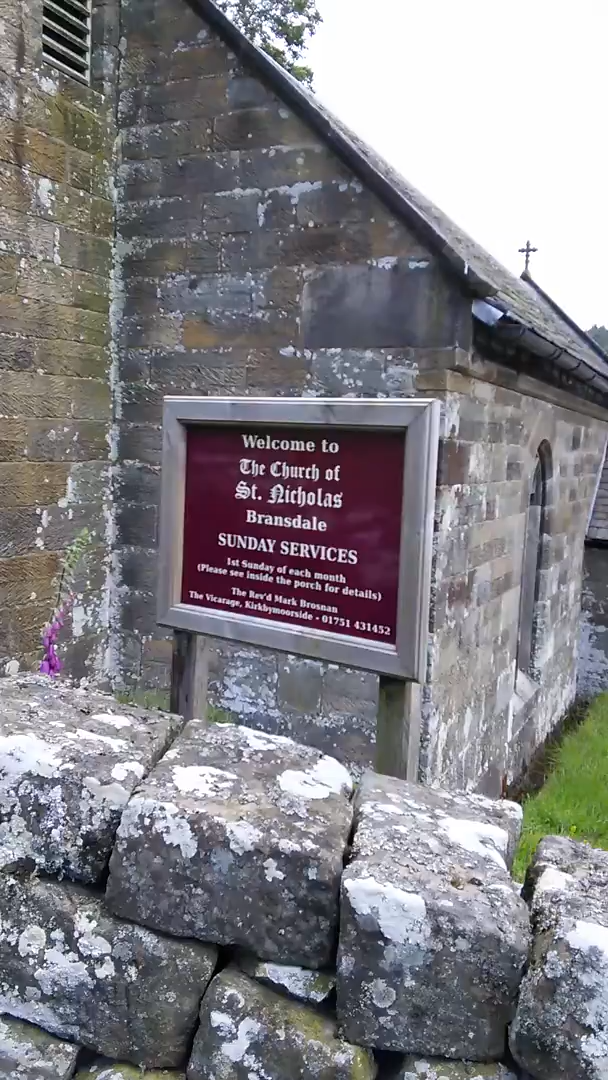 Welcome to
The Church of
St. Nicholas
Bransdale
SUNDAY SERVICES
1st Sunday of each month
(Please see inside the porch for details)
The Rev'd Mark Brosnan
The Vicarage, Kirkbymoorside - 01751 431452